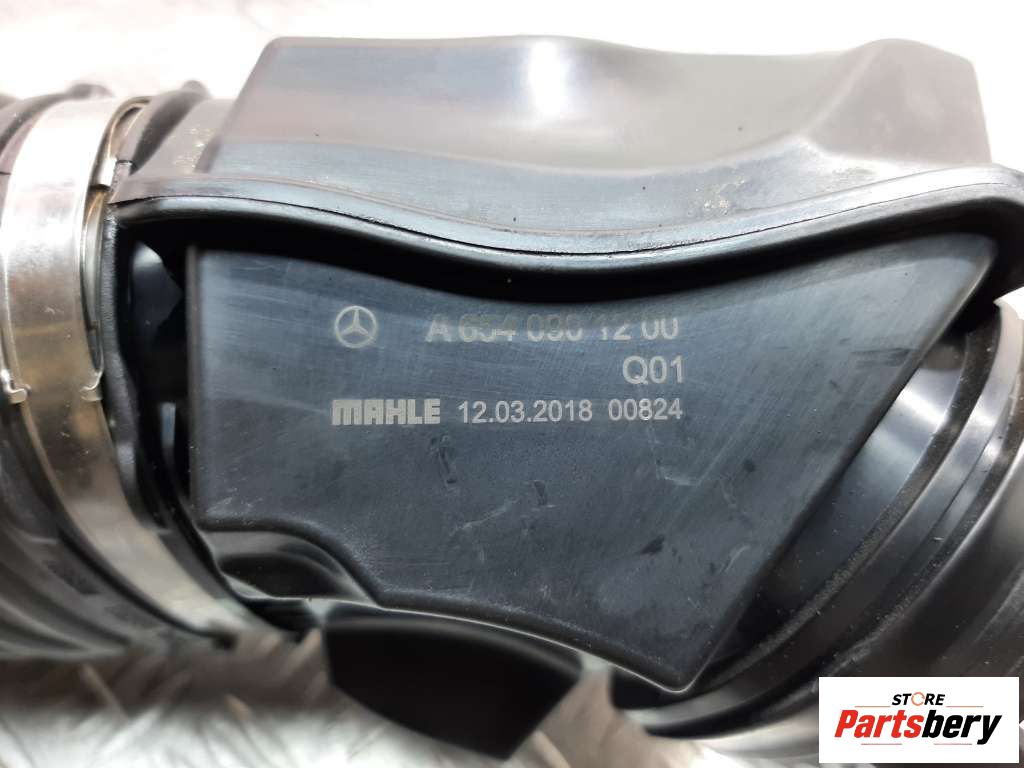 A 654 090 12 00
Q01
MAHLE 12.03.2018 00824
STORE
Partsbery